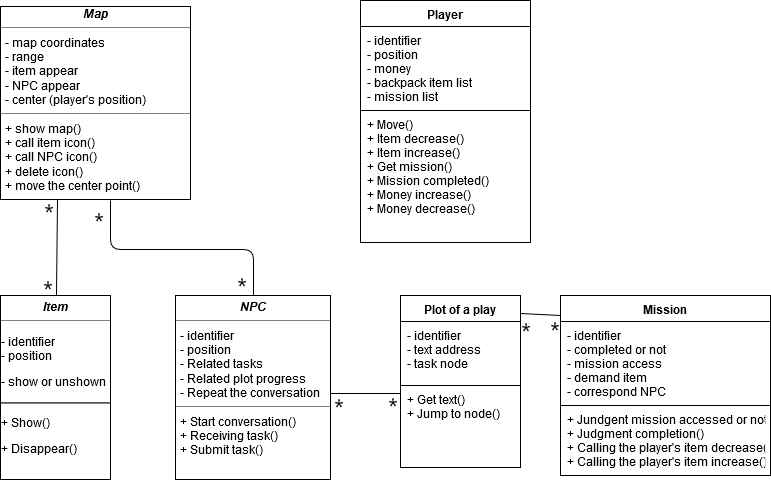 Map
- map coordinates
- range
- item appear
- NPC appear
- center (player's position)
+ show map()
+ call item icon()
+ call NPC icon()
+ delete icon()
+ move the center point()
Player
- identifier
- position
- money
- backpack item list
- mission list
+ Move()
+ Item decrease()
+ Item increase()
+ Get mission()
+ Mission completed()
+ Money increase()
+ Money decrease()
*
*
*
*
Item
- identifier
- position
- show or unshown
+ Show()
+ Disappear()
NPC
- identifier
- position
- Related tasks
- Related plot progress
- Repeat the conversation
+ Start conversation()
+ Receiving task()
+ Submit task()
*
*
Plot of a play
- identifier
- text address
- task node
+ Get text()
+ Jump to node()
*
*
Mission
- identifier
- completed or not
- mission access
- demand item
- correspond NPC
+ Jundgent mission accessed or not
+ Judgment completion()
+ Calling the player's item decrease(
+ Calling the player's item increase()